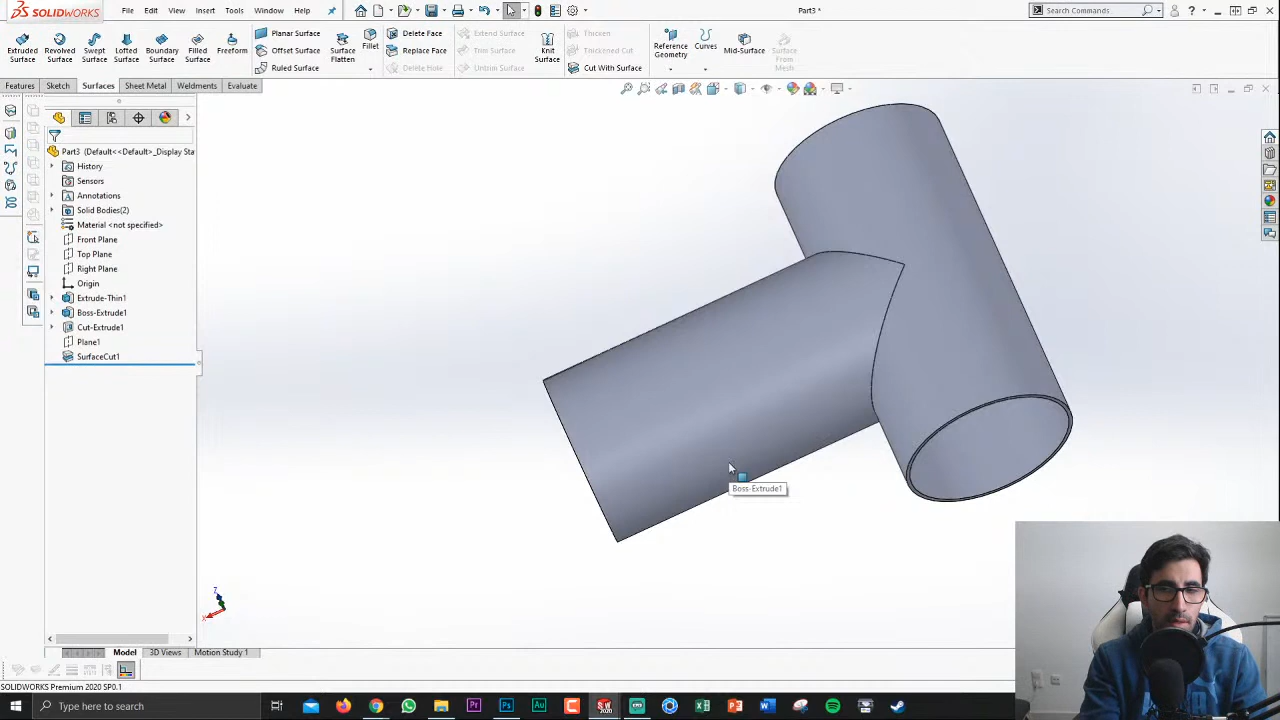 SOLIDWORKS File Edit View Insert Tools Window Help Part3 * Search Commands
Extruded Surface
Revolved Surface
Swept Surface
Lofted Surface
Boundary Surface
Filled Surface
Freeform
Planar Surface
Offset Surface
Ruled Surface
Surface Flatten
Fillet
Delete Face
Replace Face
Delete Hole
Extend Surface
Trim Surface
Untrim Surface
Knit Surface
Thicken
Thickened Cut
Cut With Surface
Reference Geometry
Curves
Mid-Surface
Surface From Mesh
Features Sketch Surfaces Sheet Metal Weldments Evaluate
Part3 (Default<<Default>_Display Sta
History
Sensors
Annotations
Solid Bodies(2)
Material <not specified>
Front Plane
Top Plane
Right Plane
Origin
Extrude-Thin1
Boss-Extrude1
Cut-Extrude1
Plane1
SurfaceCut1
Boss-Extrude1
Z
X
Model 3D Views Motion Study 1
SOLIDWORKS Premium 2020 SP0.1
Type here to search